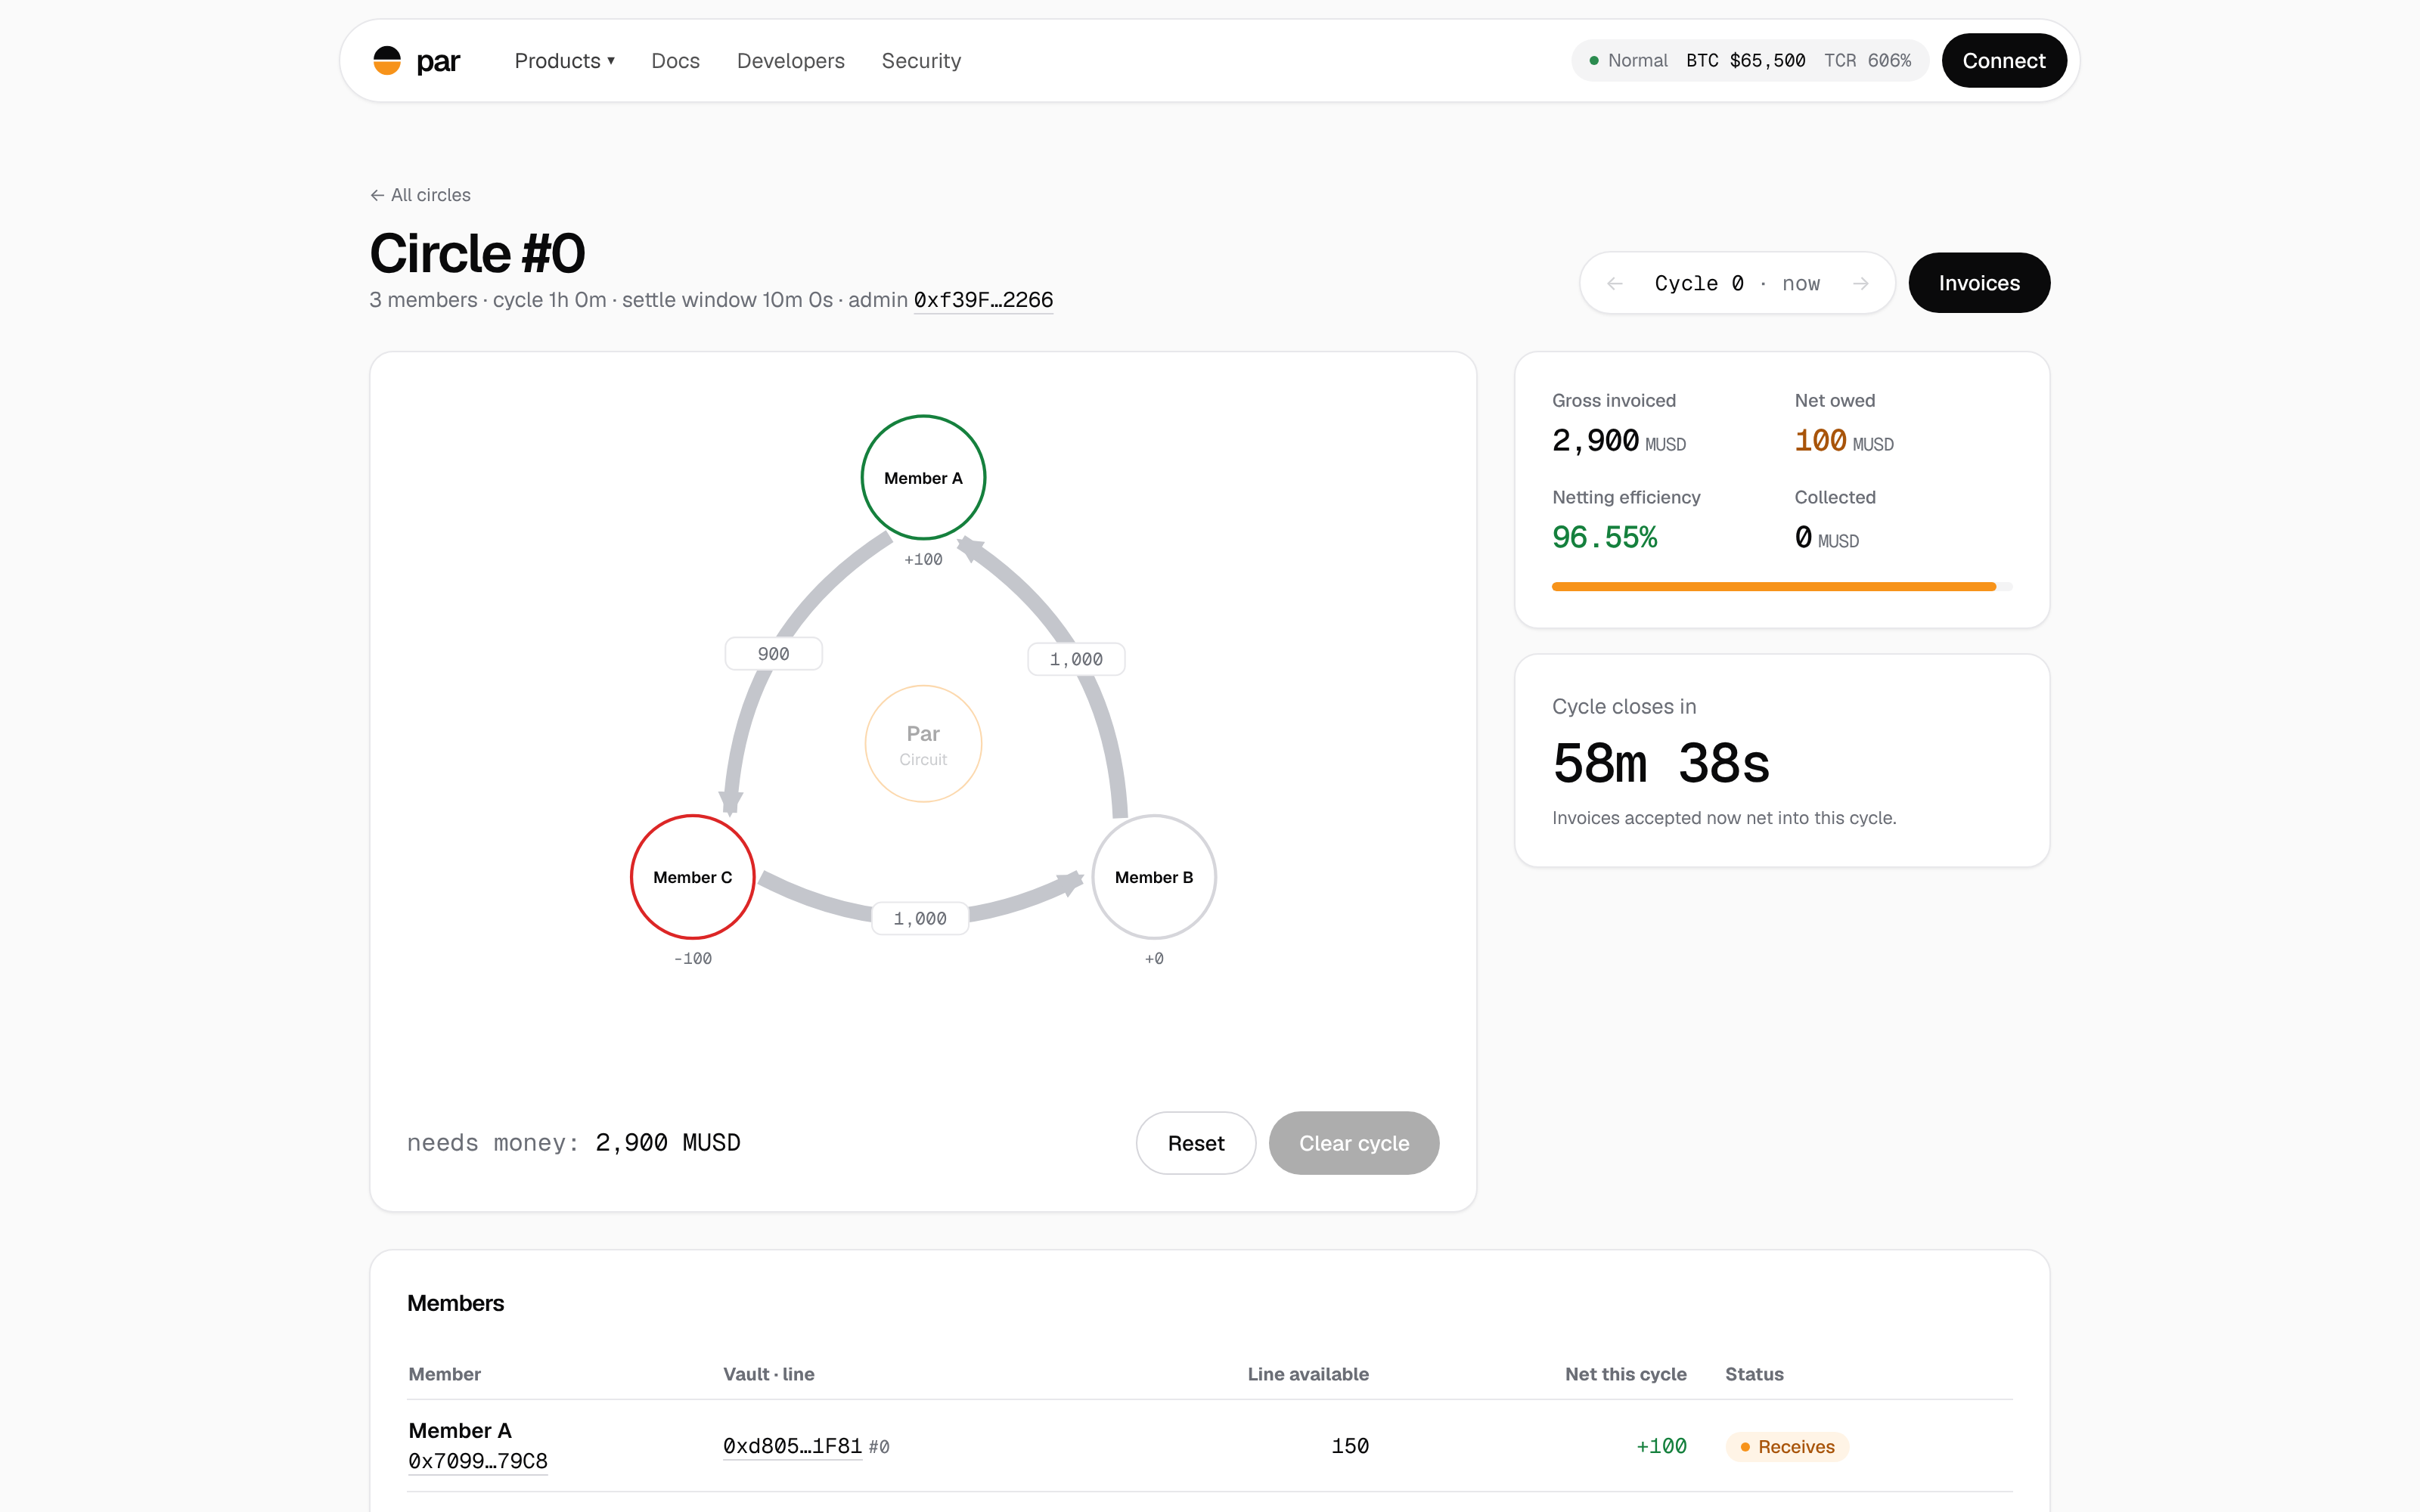 par
Products ▾
Docs
Developers
Security
Normal BTC $65,500 TCR 606%
Connect
← All circles
Circle #0
3 members · cycle 1h 0m · settle window 10m 0s · admin 0xf39F…2266
← Cycle 0 · now →
Invoices
Member A
+100
900
1,000
Par
Circuit
Member C
Member B
1,000
-100
+0
needs money: 2,900 MUSD
Reset
Clear cycle
Gross invoiced
2,900 MUSD
Net owed
100 MUSD
Netting efficiency
96.55%
Collected
0 MUSD
Cycle closes in
58m 38s
Invoices accepted now net into this cycle.
Members
Member Vault · line Line available Net this cycle Status
Member A
0x7099…79C8
0xd805…1F81 #0
150
+100
Receives